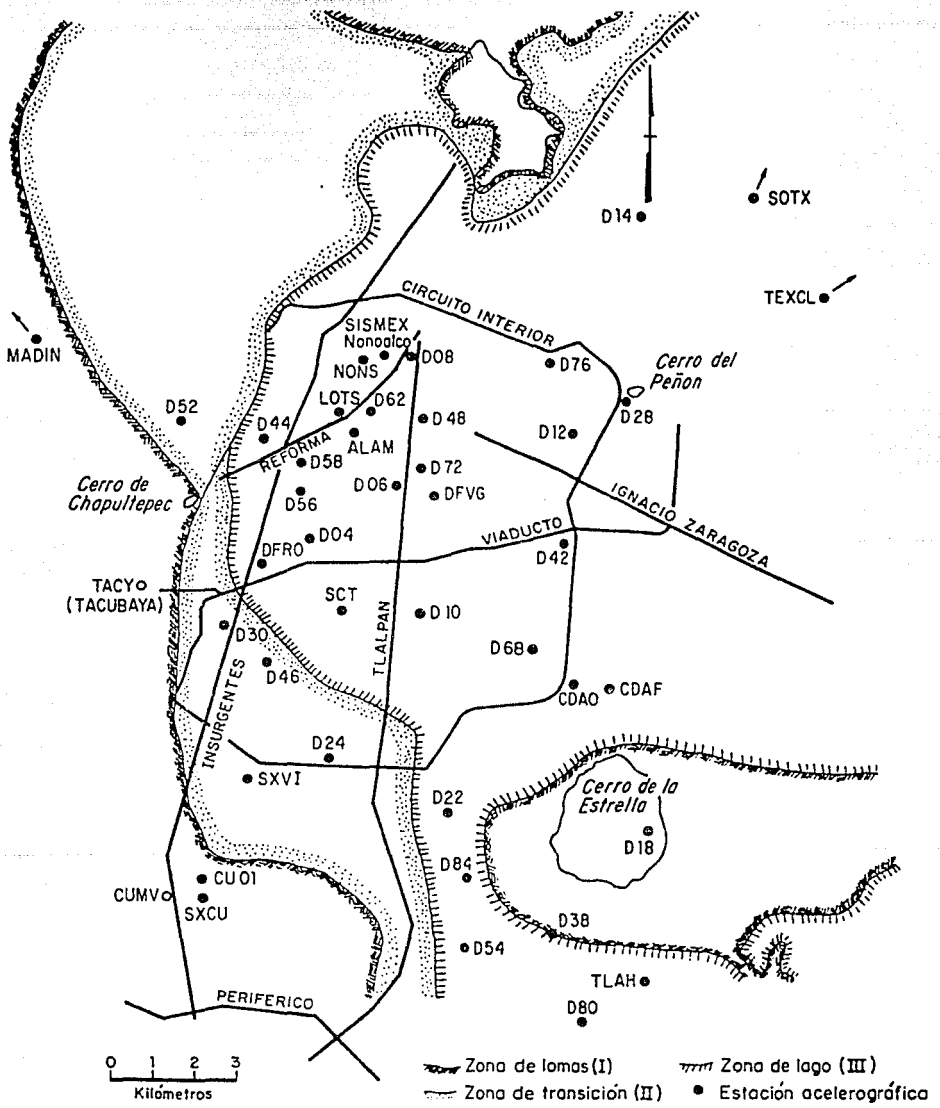 SOTX
D14
TEXCL
CIRCUITO INTERIOR
SISMEX
Nonoalco
MADIN
NONS
D08
D76
Cerro del
Peñon
D52
LOTS
D62
D28
D44
D48
D12
REFORMA
ALAM
D58
D72
Cerro de
Chapultepec
D56
D06
DFVG
IGNACIO ZARAGOZA
D04
VIADUCTO
DFRO
D42
TACY
(TACUBAYA)
SCT
D10
D30
TLALPAN
D68
D46
INSURGENTES
CDAO
CDAF
D24
SXVI
Cerro de la
Estrella
D22
D18
D84
CU01
CUMV
SXCU
D38
D54
TLAH
PERIFERICO
D80
0 1 2 3
Kilómetros
Zona de lomas (I)
Zona de lago (III)
Zona de transición (II)
Estación acelerográfica